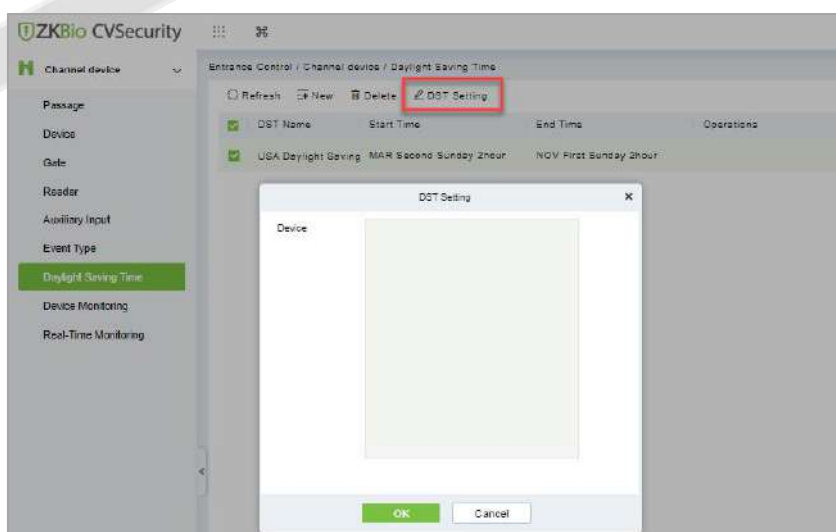 ZKBio CVSecurity
Channel device
Entrance Control / Channel device / Daylight Saving Time
Refresh New Delete DST Setting
DST Name Start Time End Time Operations
USA Daylight Saving MAR Second Sunday 2hour NOV First Sunday 2hour
Passage
Device
Gate
Reader
Auxiliary Input
Event Type
Daylight Saving Time
Device Monitoring
Real-Time Monitoring
DST Setting
Device
OK Cancel